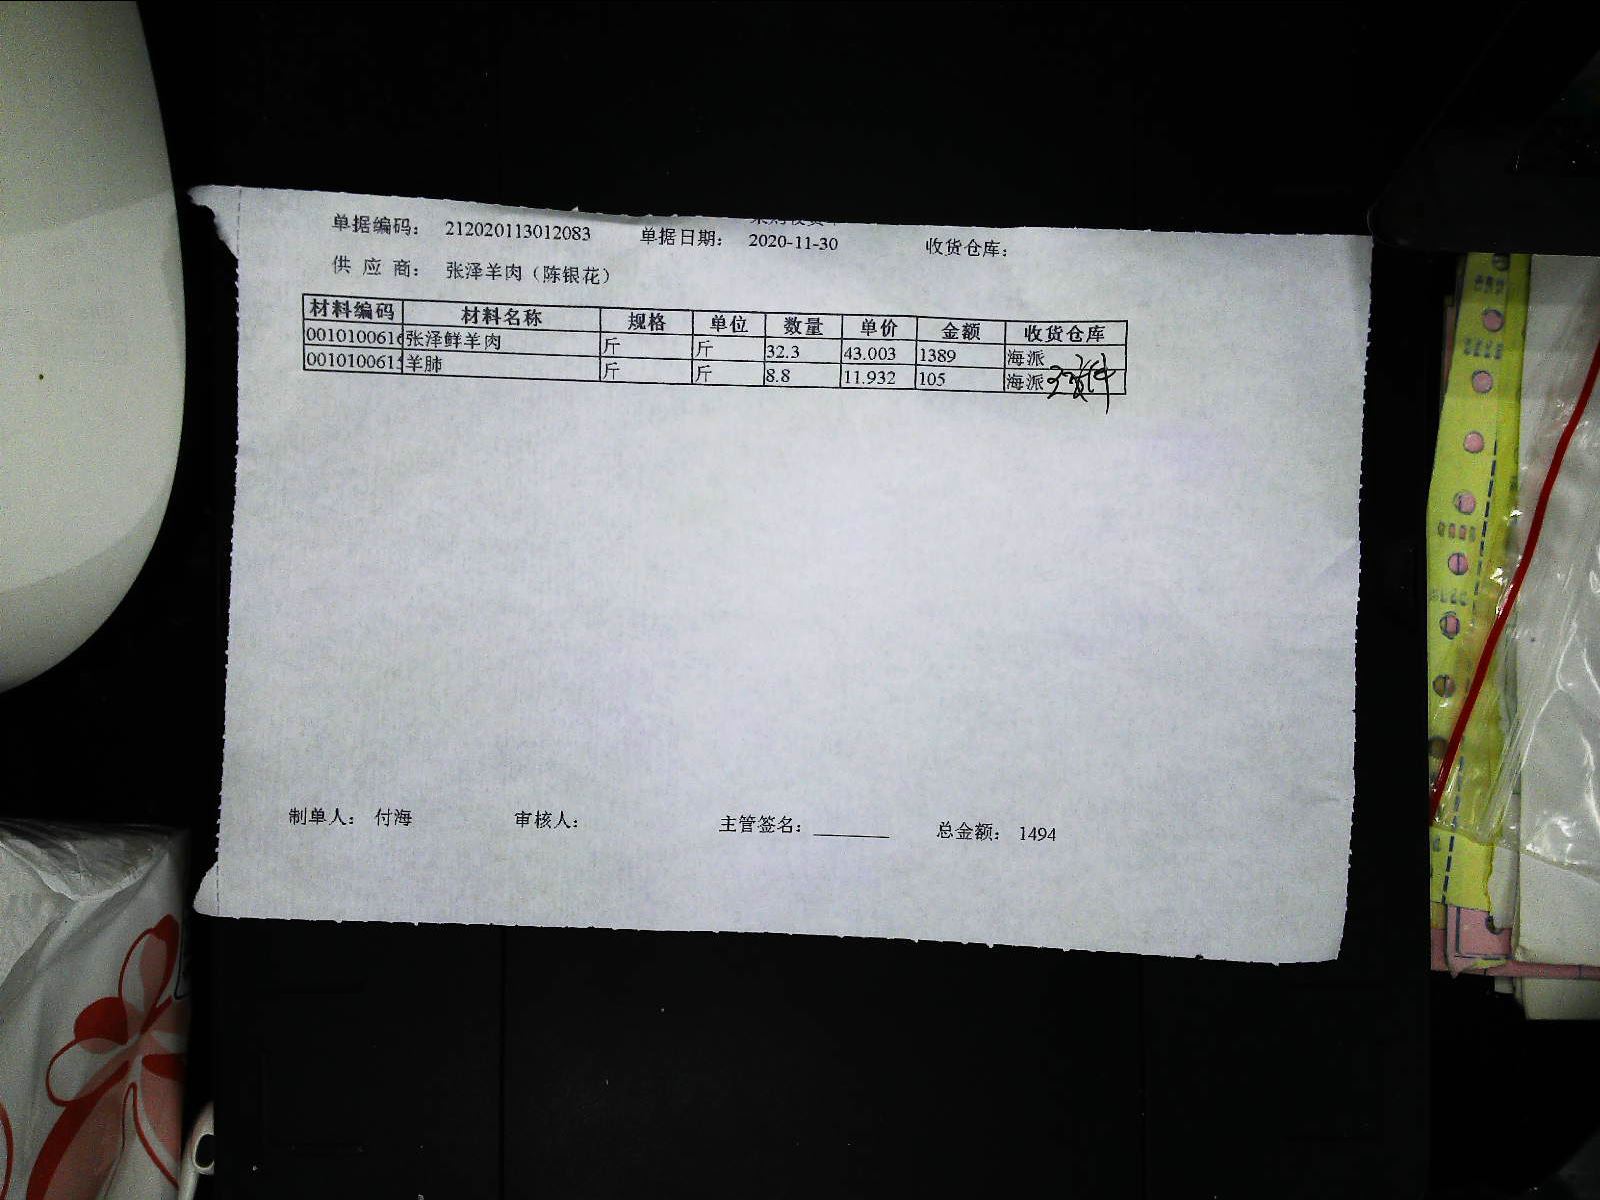 单据编码： 212020113012083 单据日期： 2020-11-30 收货仓库：
供 应 商： 张泽羊肉（陈银花）
材料编码 材料名称 规格 单位 数量 单价 金额 收货仓库
0010100616 张泽鲜羊肉 斤 斤 32.3 43.003 1389 海派
001010061 羊肺 斤 斤 8.8 11.932 105 海派
制单人： 付海 审核人： 主管签名： 总金额： 1494